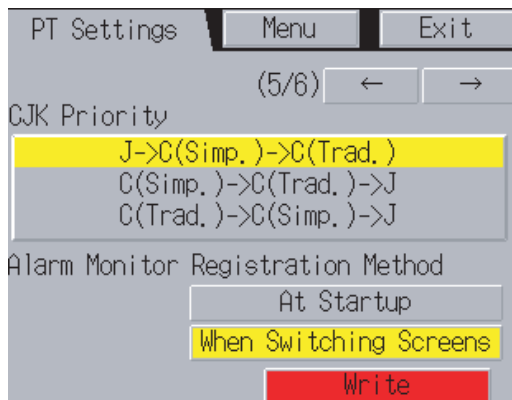 PT Settings Menu Exit
(5/6) ← →
CJK Priority
J->C(Simp.)->C(Trad.)
C(Simp.)->C(Trad.)->J
C(Trad.)->C(Simp.)->J
Alarm Monitor Registration Method
At Startup
When Switching Screens
Write